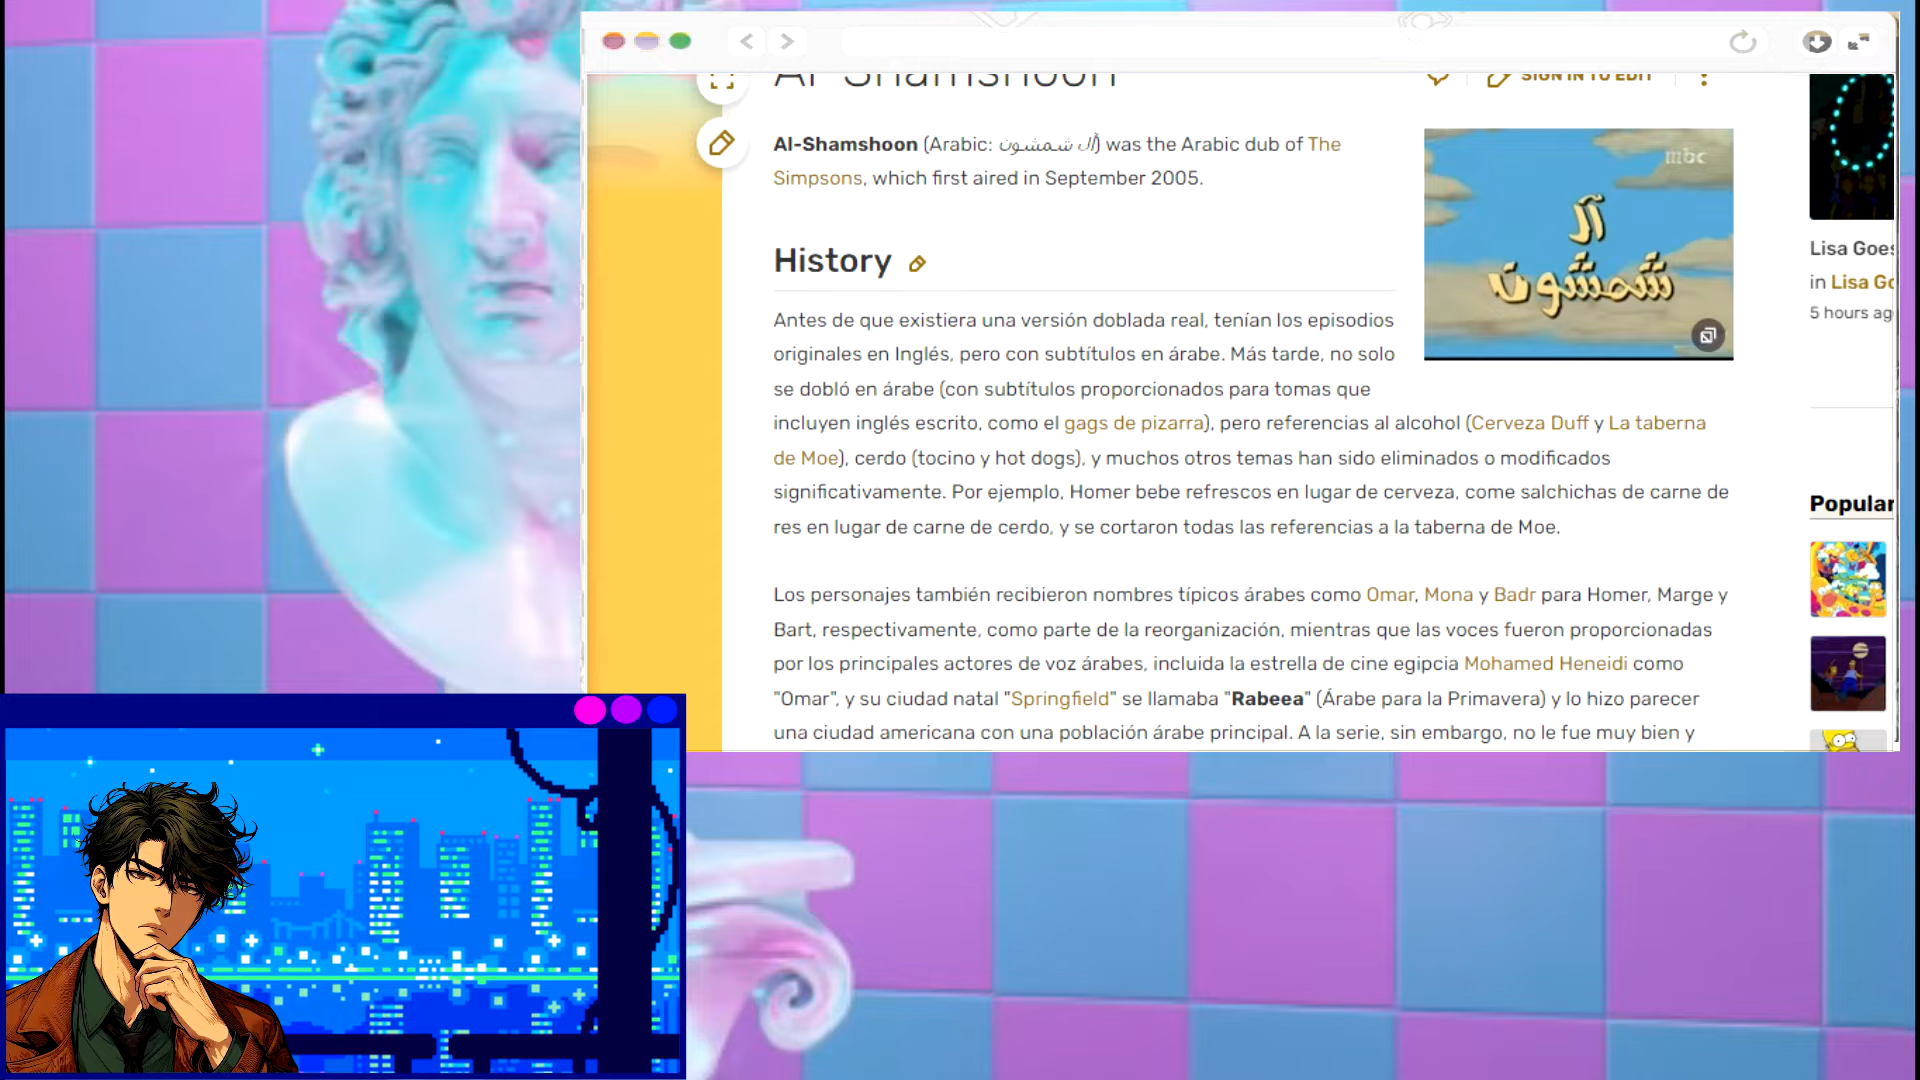 Al-Shamshoon
SIGN IN TO EDIT
Al-Shamshoon (Arabic: آل شمشون) was the Arabic dub of The
Simpsons, which first aired in September 2005.
mbc
آل
شمشون
History
Antes de que existiera una versión doblada real, tenían los episodios
originales en Inglés, pero con subtítulos en árabe. Más tarde, no solo
se dobló en árabe (con subtítulos proporcionados para tomas que
incluyen inglés escrito, como el gags de pizarra), pero referencias al alcohol (Cerveza Duff y La taberna
de Moe), cerdo (tocino y hot dogs), y muchos otros temas han sido eliminados o modificados
significativamente. Por ejemplo, Homer bebe refrescos en lugar de cerveza, come salchichas de carne de
res en lugar de carne de cerdo, y se cortaron todas las referencias a la taberna de Moe.
Los personajes también recibieron nombres típicos árabes como Omar, Mona y Badr para Homer, Marge y
Bart, respectivamente, como parte de la reorganización, mientras que las voces fueron proporcionadas
por los principales actores de voz árabes, incluida la estrella de cine egipcia Mohamed Heneidi como
"Omar", y su ciudad natal "Springfield" se llamaba "Rabeea" (Árabe para la Primavera) y lo hizo parecer
una ciudad americana con una población árabe principal. A la serie, sin embargo, no le fue muy bien y
Lisa Goes
in Lisa Go
5 hours ag
Popular